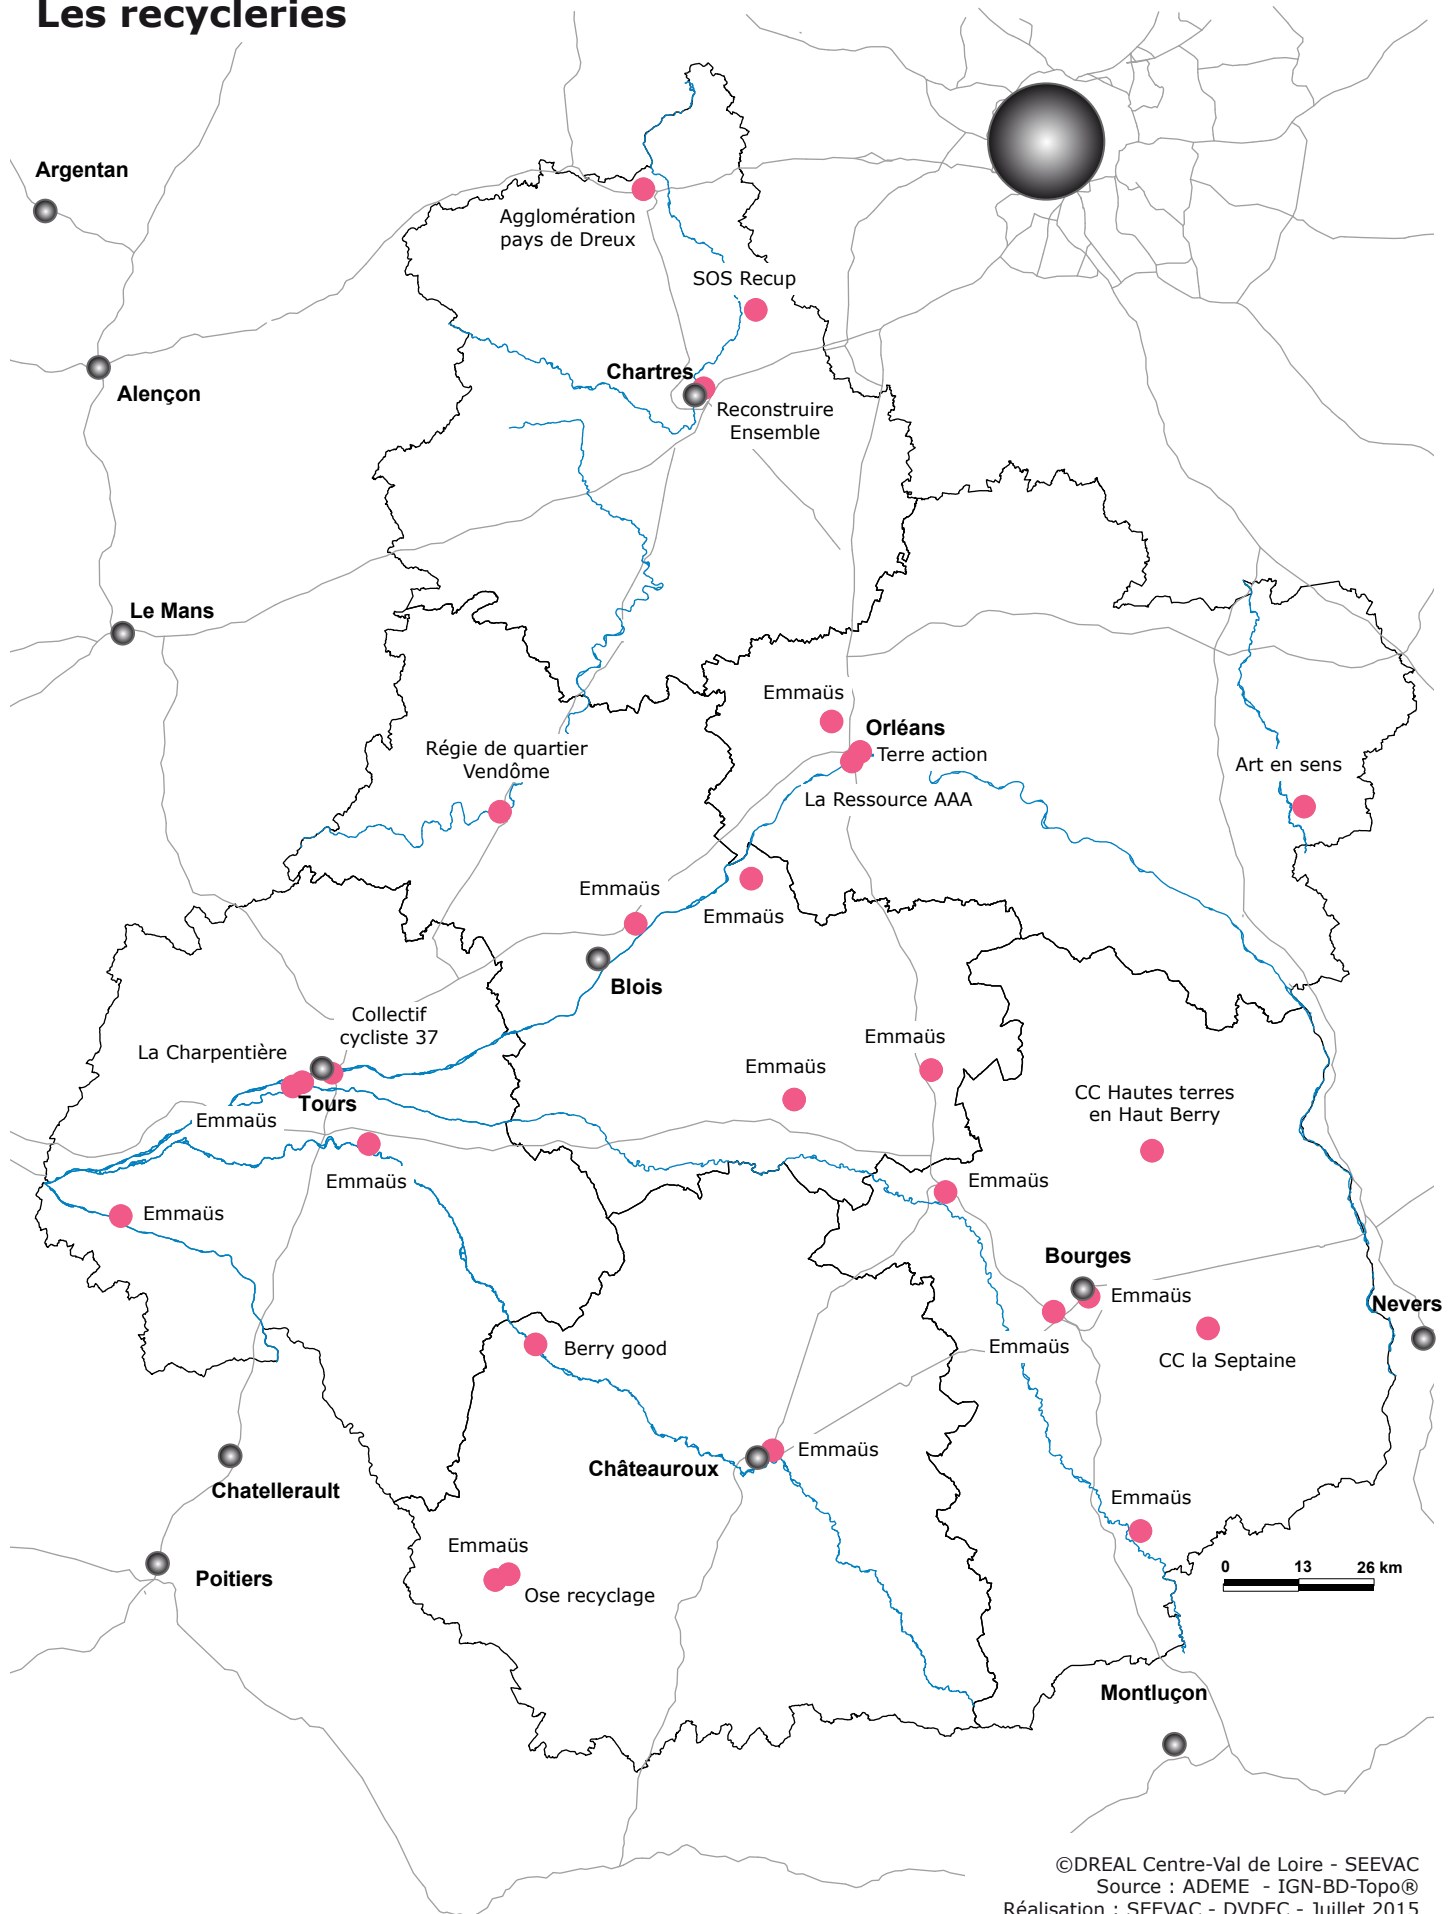 Les recycleries
Argentan
Agglomération
pays de Dreux
SOS Recup
Alençon
Chartres
Reconstruire
Ensemble
Le Mans
Emmaüs
Orléans
Terre action
Régie de quartier
Vendôme
Art en sens
La Ressource AAA
Emmaüs
Emmaüs
Blois
Collectif
cycliste 37
La Charpentière
Emmaüs
Emmaüs
Tours
CC Hautes terres
en Haut Berry
Emmaüs
Emmaüs
Emmaüs
Emmaüs
Bourges
Emmaüs
Nevers
Emmaüs
Berry good
CC la Septaine
Emmaüs
Châteauroux
Chatellerault
Emmaüs
Emmaüs
Ose recyclage
Poitiers
0 13 26 km
Montluçon
©DREAL Centre-Val de Loire - SEEVAC
Source : ADEME - IGN-BD-Topo®
Réalisation : SEEVAC - DVDEC - Juillet 2015